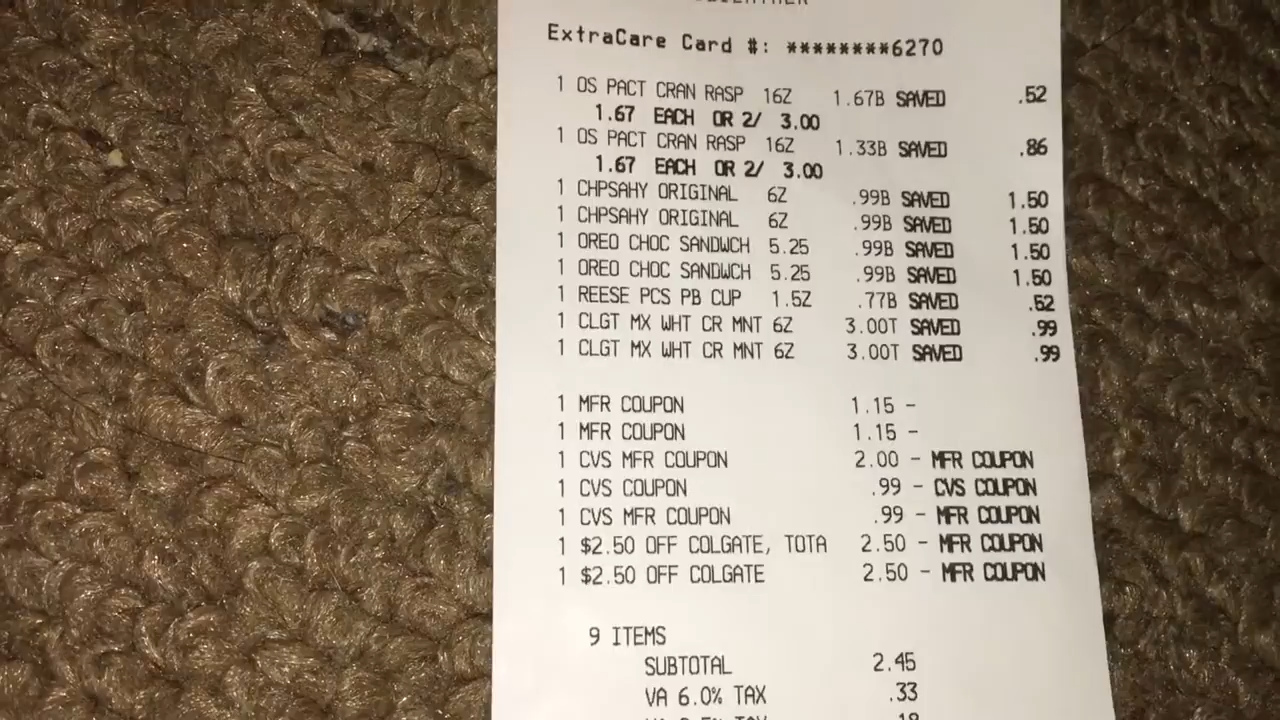 ExtraCare Card #: ********6270
1 OS PACT CRAN RASP 16Z 1.67B SAVED .52
1.67 EACH OR 2/ 3.00
1 OS PACT CRAN RASP 16Z 1.33B SAVED .86
1.67 EACH OR 2/ 3.00
1 CHPSAHY ORIGINAL 6Z .99B SAVED 1.50
1 CHPSAHY ORIGINAL 6Z .99B SAVED 1.50
1 OREO CHOC SANDWCH 5.25 .99B SAVED 1.50
1 OREO CHOC SANDWCH 5.25 .99B SAVED 1.50
1 REESE PCS PB CUP 1.5Z .77B SAVED .52
1 CLGT MX WHT CR MNT 6Z 3.00T SAVED .99
1 CLGT MX WHT CR MNT 6Z 3.00T SAVED .99
1 MFR COUPON 1.15 -
1 MFR COUPON 1.15 -
1 CVS MFR COUPON 2.00 - MFR COUPON
1 CVS COUPON .99 - CVS COUPON
1 CVS MFR COUPON .99 - MFR COUPON
1 $2.50 OFF COLGATE, TOTA 2.50 - MFR COUPON
1 $2.50 OFF COLGATE 2.50 - MFR COUPON
9 ITEMS
SUBTOTAL 2.45
VA 6.0% TAX .33